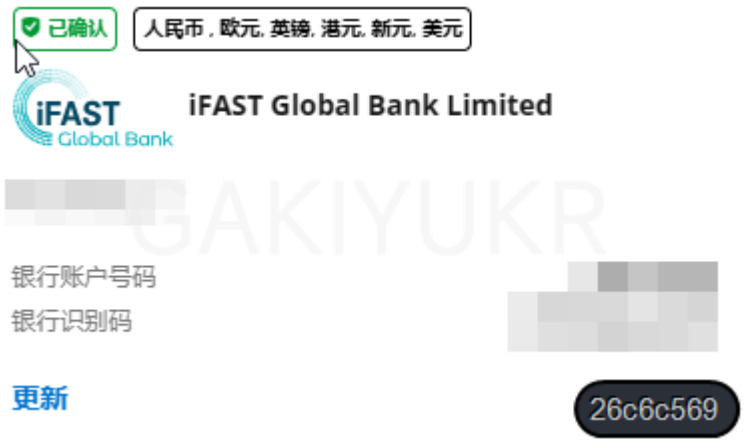 已确认 人民币 , 欧元, 英镑, 港元, 新元, 美元
iFAST
Global Bank
iFAST Global Bank Limited
GAKIYUKR
银行账户号码
银行识别码
更新
26c6c569